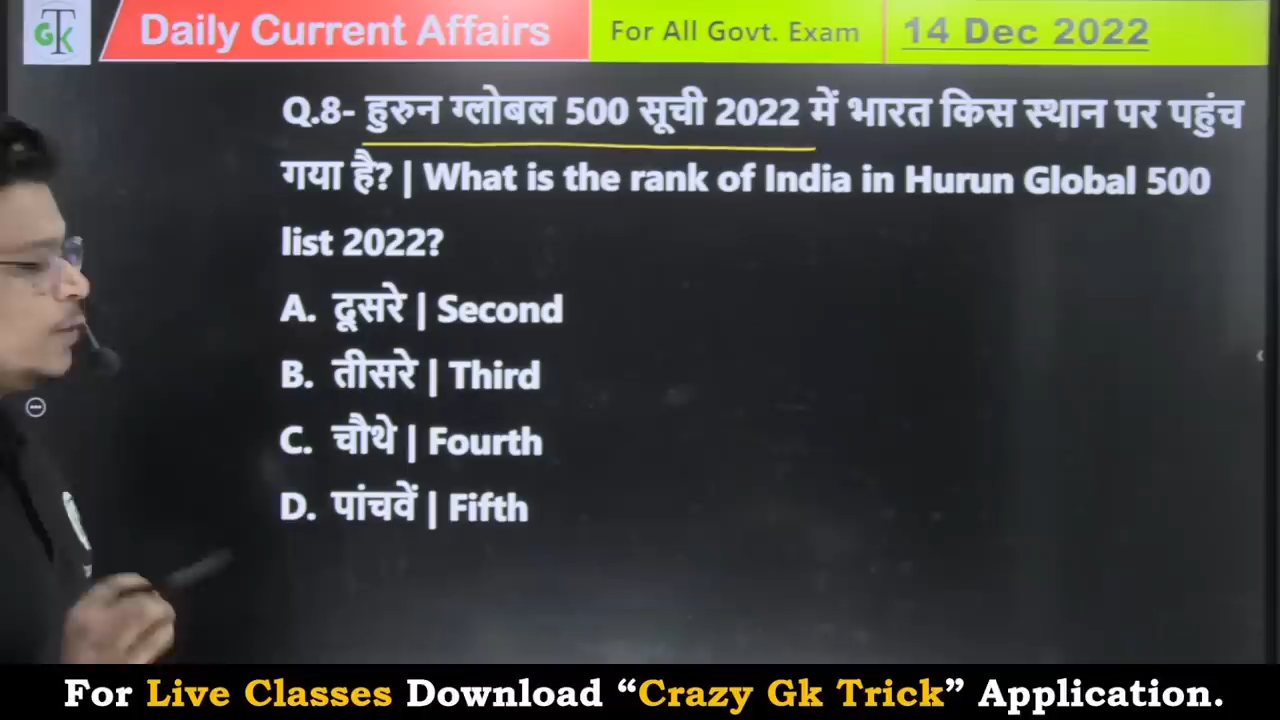 GTK
Daily Current Affairs
For All Govt. Exam
14 Dec 2022
Q.8- हुरुन ग्लोबल 500 सूची 2022 में भारत किस स्थान पर पहुंच
गया है? | What is the rank of India in Hurun Global 500
list 2022?
A. दूसरे | Second
B. तीसरे | Third
C. चौथे | Fourth
D. पांचवें | Fifth
For Live Classes Download “Crazy Gk Trick” Application.